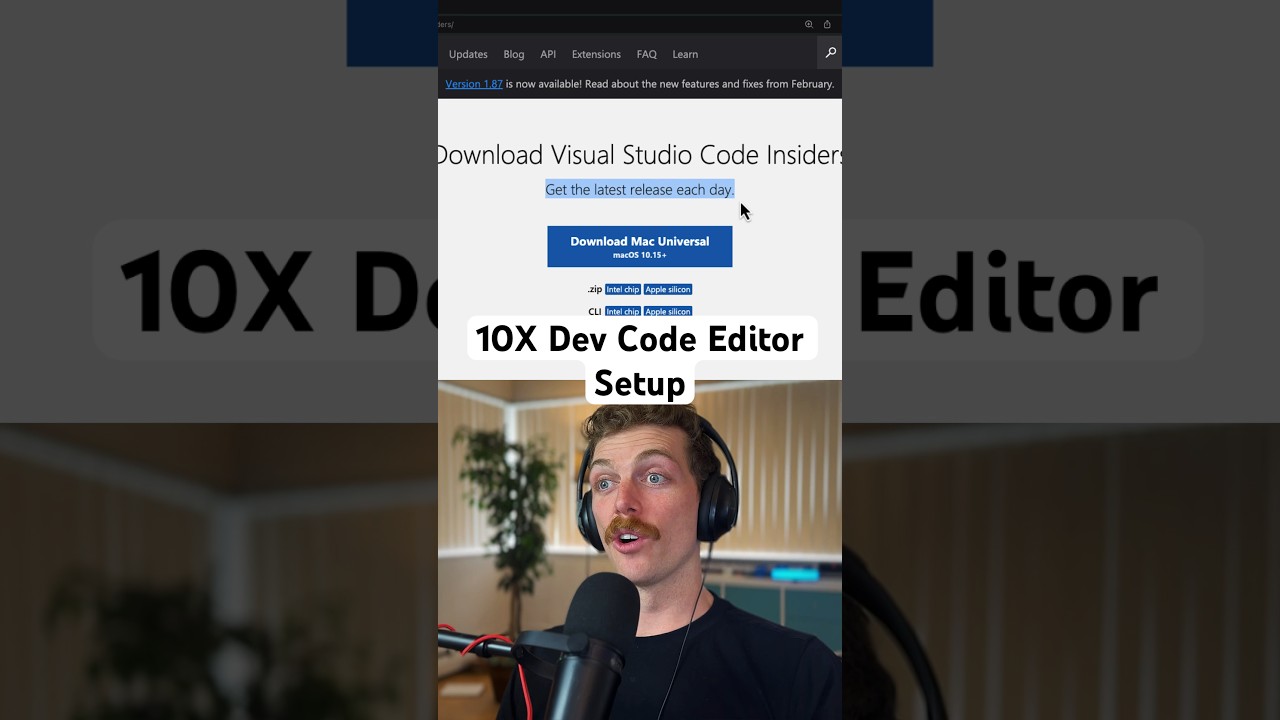 ders/
Updates Blog API Extensions FAQ Learn
Version 1.87 is now available! Read about the new features and fixes from February.
Download Visual Studio Code Insiders
Get the latest release each day.
Download Mac Universal
macOS 10.15+
.zip Intel chip Apple silicon
CLI Intel chip Apple silicon
10X Dev Code Editor
Setup
10X D
Editor